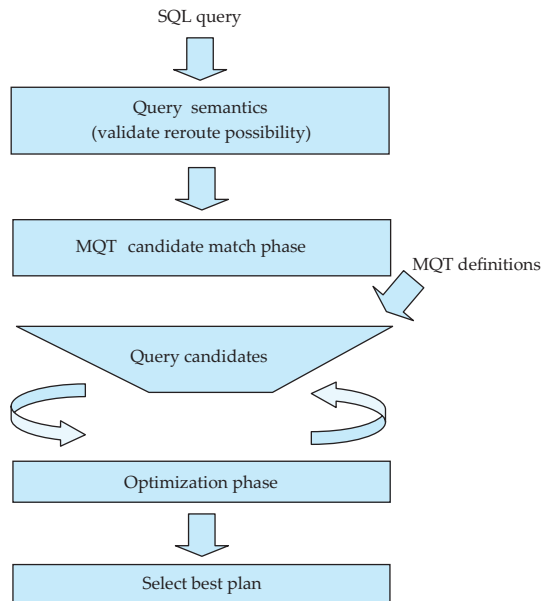 SQL query
Query semantics
(validate reroute possibility)
MQT candidate match phase
MQT definitions
Query candidates
Optimization phase
Select best plan